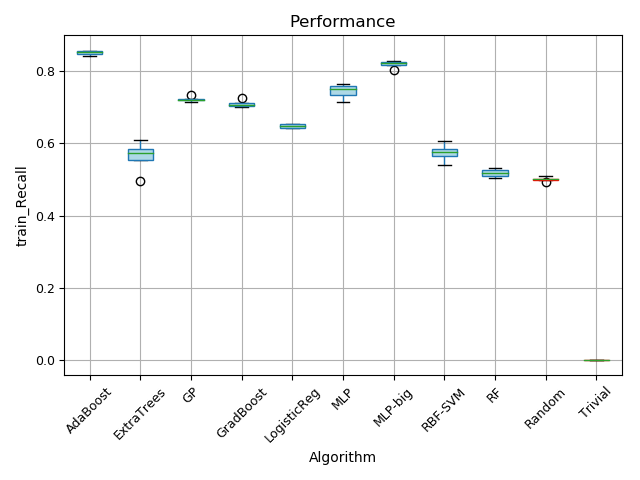 Performance
train_Recall
0.8
0.6
0.4
0.2
0.0
AdaBoost
ExtraTrees
GP
GradBoost
LogisticReg
MLP
MLP-big
RBF-SVM
RF
Random
Trivial
Algorithm